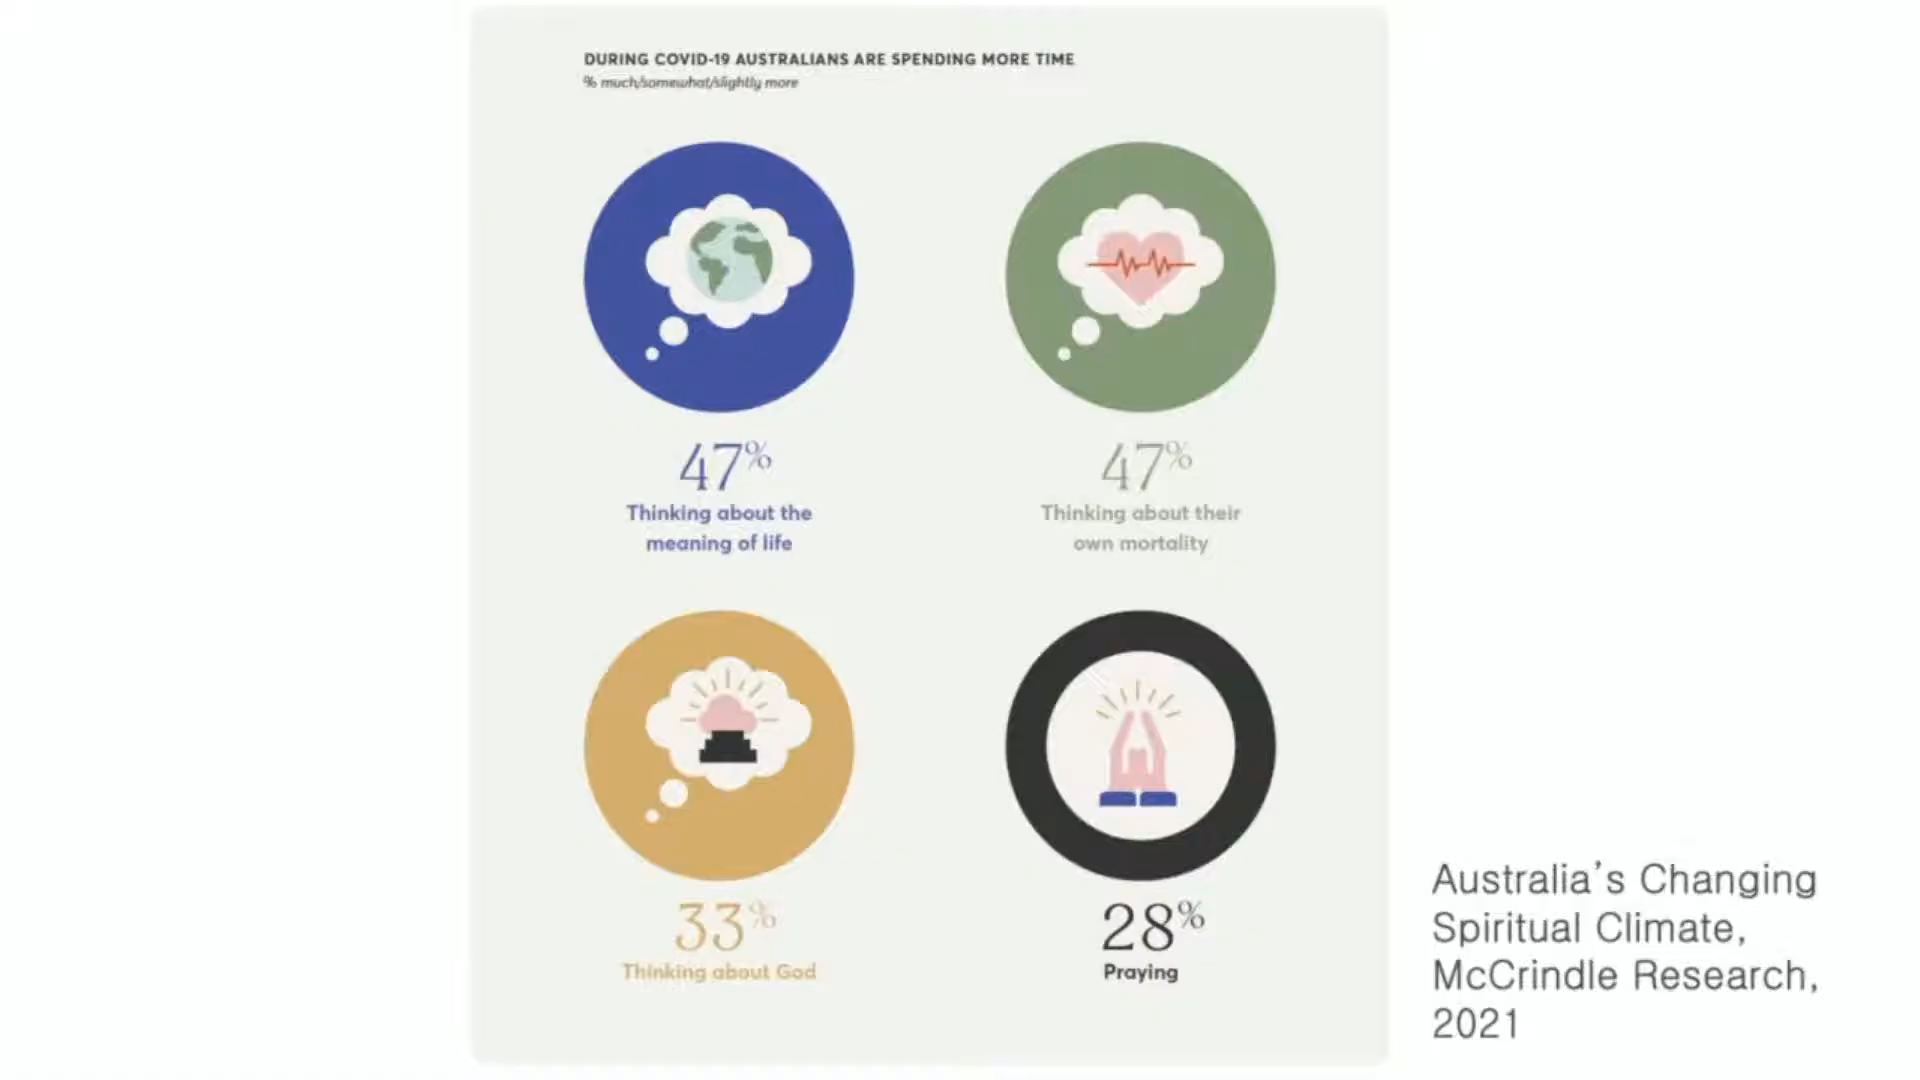 DURING COVID-19 AUSTRALIANS ARE SPENDING MORE TIME
% much/somewhat/slightly more
47%
Thinking about the
meaning of life
47%
Thinking about their
own mortality
33%
Thinking about God
28%
Praying
Australia's Changing
Spiritual Climate,
McCrindle Research,
2021